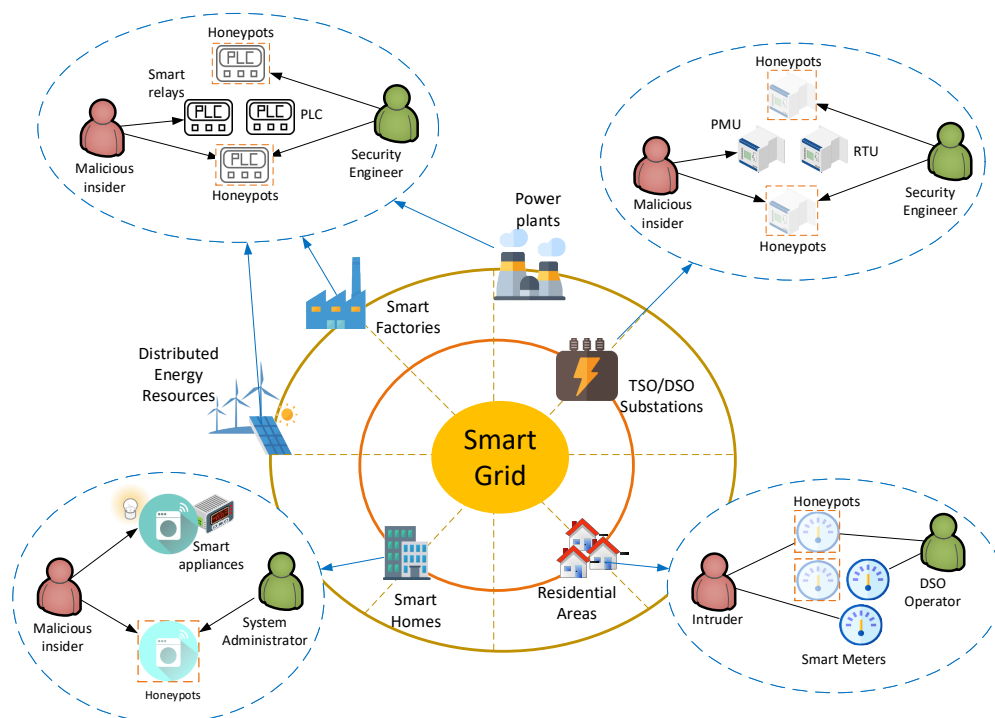 Honeypots
PLC
Smart
relays
PLC
PLC
PLC
PLC
Honeypots
Malicious
insider
Security
Engineer
Honeypots
PMU
RTU
Malicious
insider
Honeypots
Security
Engineer
Power
plants
Smart
Factories
Distributed
Energy
Resources
TSO/DSO
Substations
Smart
Grid
Smart
appliances
Malicious
insider
System
Administrator
Honeypots
Smart
Homes
Residential
Areas
Honeypots
Intruder
DSO
Operator
Smart Meters